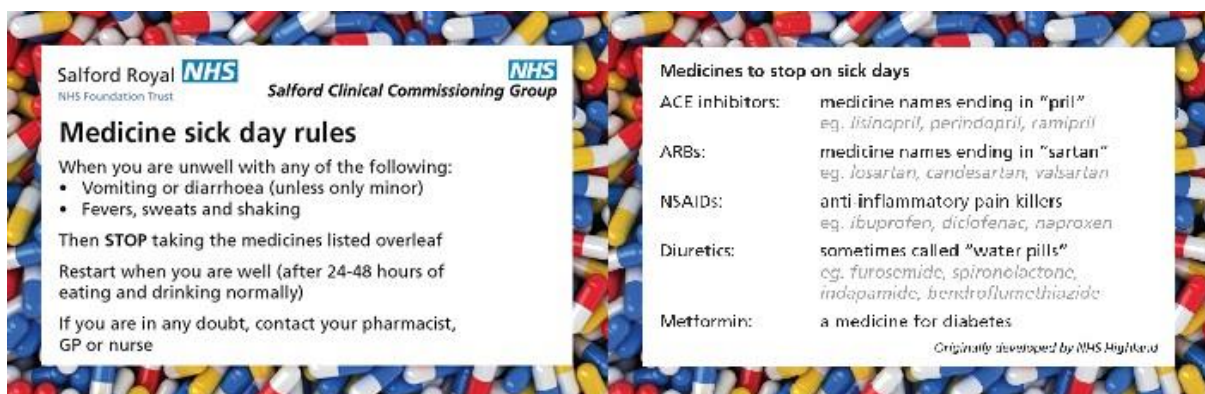 Salford Royal NHS
NHS Foundation Trust
NHS
Salford Clinical Commissioning Group
Medicine sick day rules
When you are unwell with any of the following:
• Vomiting or diarrhoea (unless only minor)
• Fevers, sweats and shaking
Then STOP taking the medicines listed overleaf
Restart when you are well (after 24-48 hours of
eating and drinking normally)
If you are in any doubt, contact your pharmacist,
GP or nurse
Medicines to stop on sick days
ACE inhibitors: medicine names ending in "pril"
eg. lisinopril, perindopril, ramipril
ARBs: medicine names ending in "sartan"
eg. losartan, candesartan, valsartan
NSAIDs: anti-inflammatory pain killers
eg. ibuprofen, diclofenac, naproxen
Diuretics: sometimes called "water pills"
eg. furosemide, spironolactone,
indapamide, bendroflumethiazide
Metformin: a medicine for diabetes
Originally developed by NHS Highland